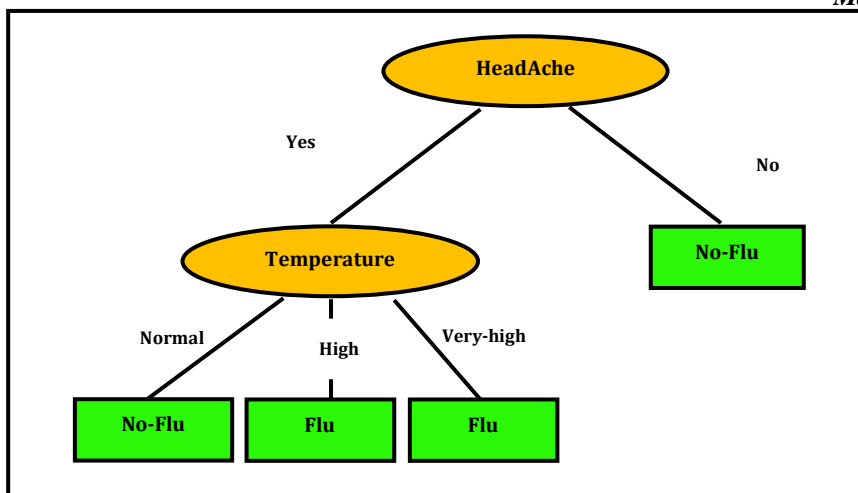 HeadAche
Yes
No
No-Flu
Temperature
Normal
High
Very-high
No-Flu
Flu
Flu